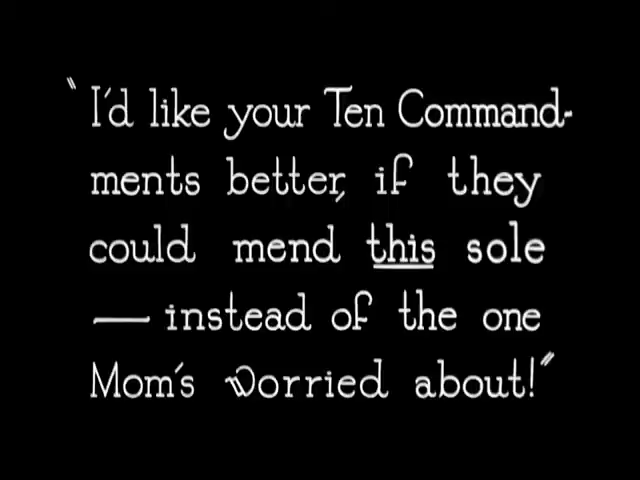 "I'd like your Ten Command-
ments better, if they
could mend this sole
— instead of the one
Mom's worried about!"